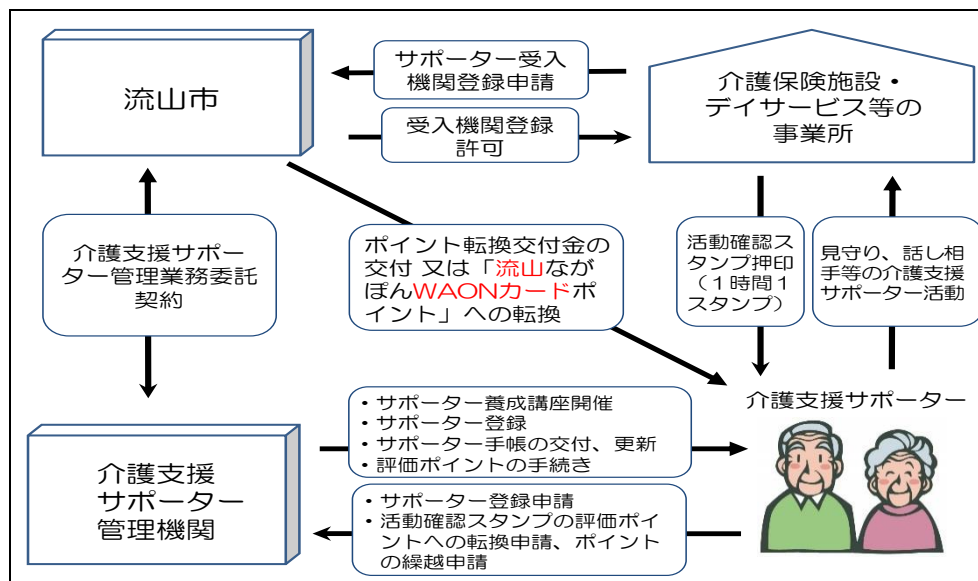 流山市
サポーター受入
機関登録申請
受入機関登録
許可
介護保険施設・
デイサービス等の
事業所
介護支援サポー
ター管理業務委託
契約
ポイント転換交付金の
交付 又は「流山なが
ぽんWAONカードポ
イント」への転換
活動確認ス
タンプ押印
(1時間1
スタンプ)
見守り、話し相
手等の介護支援
サポーター活動
介護支援サポーター
・サポーター養成講座開催
・サポーター登録
・サポーター手帳の交付、更新
・評価ポイントの手続き
介護支援
サポーター
管理機関
・サポーター登録申請
・活動確認スタンプの評価ポイ
ントへの転換申請、ポイント
の繰越申請